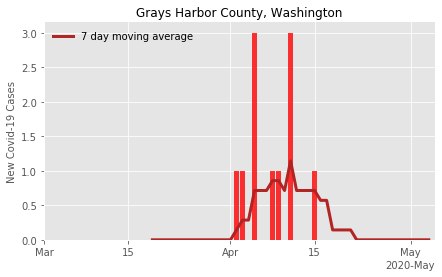 Grays Harbor County, Washington
7 day moving average
New Covid-19 Cases
3.0
2.5
2.0
1.5
1.0
0.5
0.0
Mar 15 Apr 15 May
2020-May